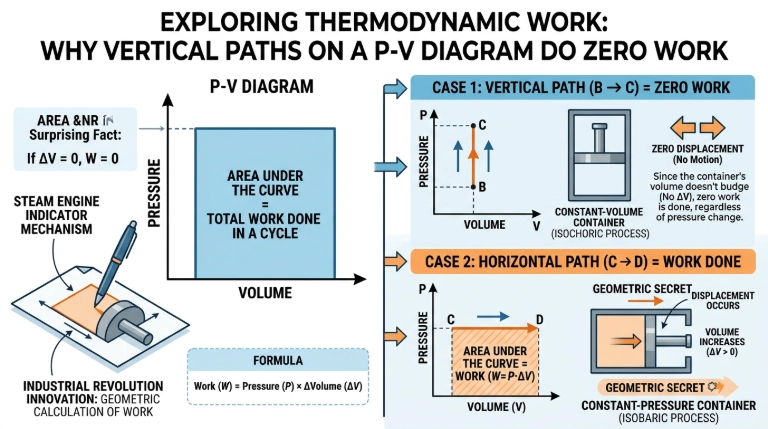 EXPLORING THERMODYNAMIC WORK:
WHY VERTICAL PATHS ON A P-V DIAGRAM DO ZERO WORK
P-V DIAGRAM
AREA &NR
Surprising Fact:
If ΔV = 0, W = 0
STEAM ENGINE
INDICATOR
MECHANISM
INDUSTRIAL REVOLUTION
INNOVATION: GEOMETRIC
CALCULATION OF WORK
PRESSURE
AREA UNDER
THE CURVE
=
TOTAL WORK DONE
IN A CYCLE
VOLUME
FORMULA
Work (W) = Pressure (P) × ΔVolume (ΔV)
CASE 1: VERTICAL PATH (B → C) = ZERO WORK
P
PRESSURE
C
B
VOLUME
V
CONSTANT-VOLUME
CONTAINER
(ISOCHORIC PROCESS)
ZERO DISPLACEMENT
(No Motion)
Since the container's
volume doesn't budge
(No ΔV), zero work
is done, regardless
of pressure change.
CASE 2: HORIZONTAL PATH (C → D) = WORK DONE
P
PRESSURE
C
D
AREA UNDER
THE CURVE =
WORK (W= P·ΔV)
VOLUME (V)
GEOMETRIC SECRET
DISPLACEMENT
OCCURS
VOLUME
INCREASES
(ΔV > 0)
GEOMETRIC SECRET
CONSTANT-PRESSURE CONTAINER
(ISOBARIC PROCESS)